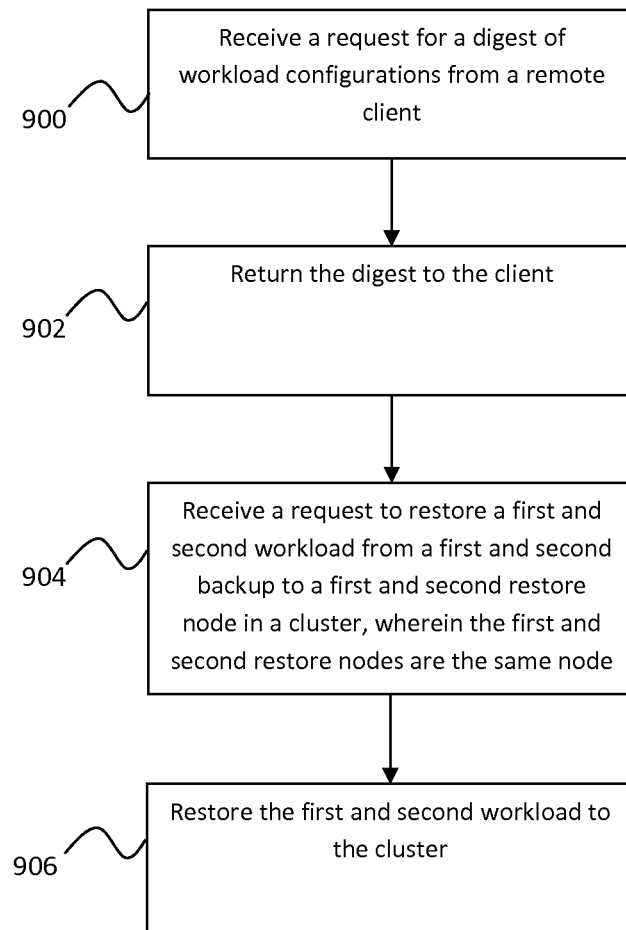 Receive a request for a digest of
workload configurations from a remote
client
900
Return the digest to the client
902
Receive a request to restore a first and
second workload from a first and second
backup to a first and second restore
node in a cluster, wherein the first and
second restore nodes are the same node
904
Restore the first and second workload to
the cluster
906